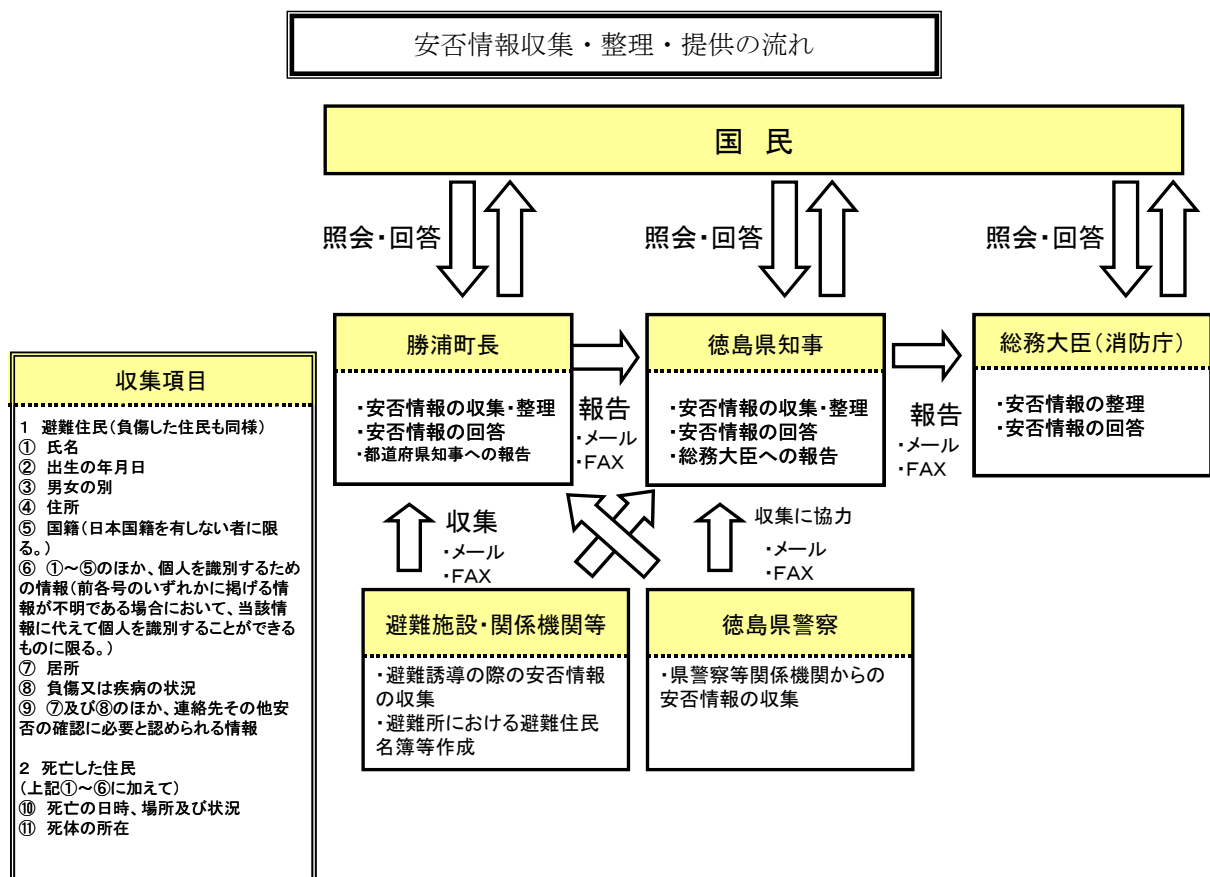 安否情報収集・整理・提供の流れ
国 民
照会・回答
照会・回答
照会・回答
勝浦町長
・安否情報の収集・整理
・安否情報の回答
・都道府県知事への報告
報告
・メール
・FAX
徳島県知事
・安否情報の収集・整理
・安否情報の回答
・総務大臣への報告
報告
・メール
・FAX
総務大臣(消防庁)
・安否情報の整理
・安否情報の回答
収集
・メール
・FAX
収集に協力
・メール
・FAX
避難施設・関係機関等
・避難誘導の際の安否情報
の収集
・避難所における避難住民
名簿等作成
徳島県警察
・県警察等関係機関からの
安否情報の収集
収集項目
1 避難住民(負傷した住民も同様)
① 氏名
② 出生の年月日
③ 男女の別
④ 住所
⑤ 国籍(日本国籍を有しない者に限
る。)
⑥ ①~⑤のほか、個人を識別するため
の情報(前各号のいずれかに掲げる情
報が不明である場合において、当該情
報に代えて個人を識別することができる
ものに限る。)
⑦ 居所
⑧ 負傷又は疾病の状況
⑨ ⑦及び⑧のほか、連絡先その他安
否の確認に必要と認められる情報
2 死亡した住民
(上記①~⑥に加えて)
⑩ 死亡の日時、場所及び状況
⑪ 死体の所在